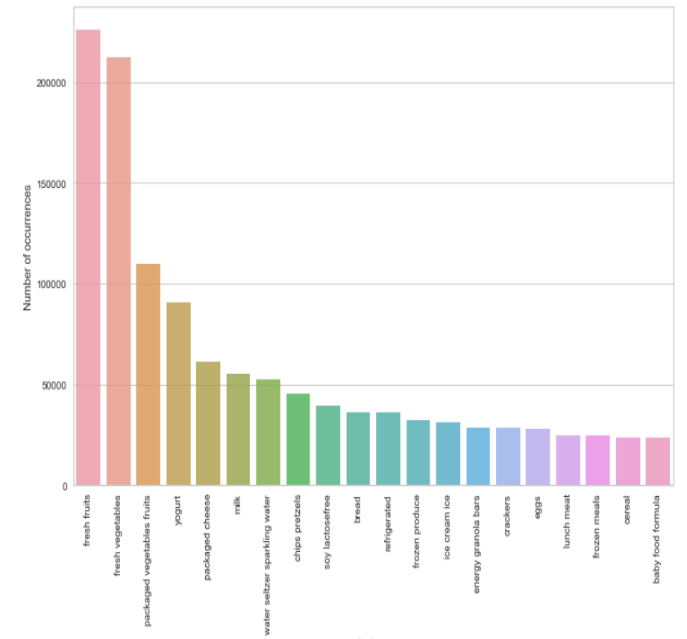 Number of occurrences
200000
150000
100000
50000
0
fresh fruits
fresh vegetables
packaged vegetables fruits
yogurt
packaged cheese
milk
water seltzer sparkling water
chips pretzels
soy lactosefree
bread
refrigerated
frozen produce
ice cream ice
energy granola bars
crackers
eggs
lunch meat
frozen meals
cereal
baby food formula